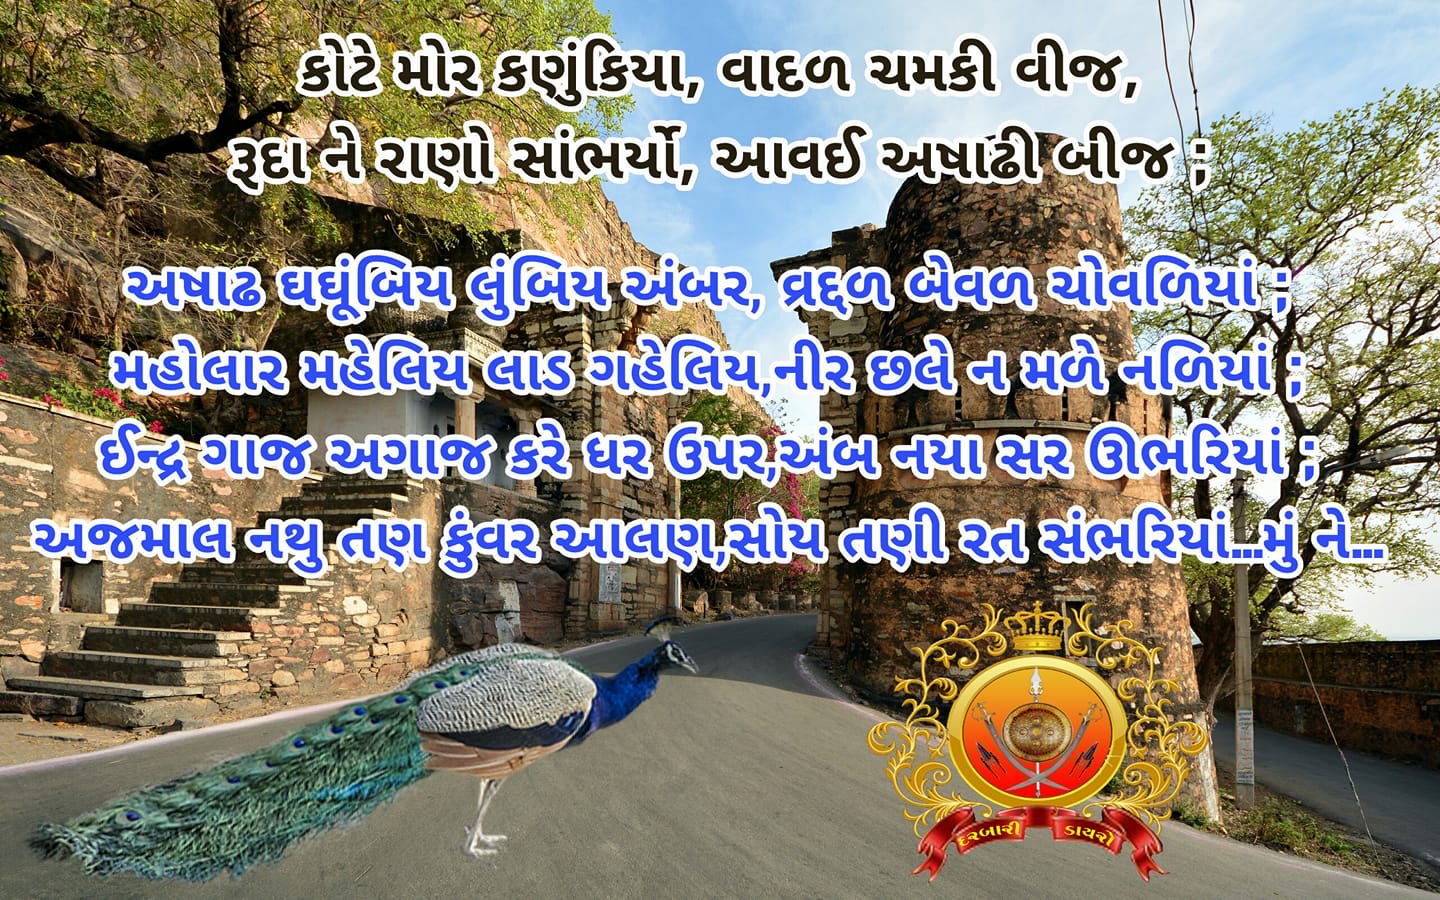 કોટે મોર કણુંકિયા, વાદળ ચમકી વીજ,
રૂદા ને રાણો સાંભર્યો, આવઈ અષાઢી બીજ ;
અષાઢ ઘઘૂંબિય લુંબિય અંબર, વ્રદ્દળ બેવળ ચોવળિયાં ;
મહોલાર મહેલિય લાડ ગહેલિય,નીર છલે ન મળે નળિયાં ;
ઈન્દ્ર ગાજ અગાજ કરે ધર ઉપર,અંબ નયા સર ઊભરિયાં ;
અજમાલ નથુ તણ કુંવર આલણ,સોય તણી રત સંભરિયાં...મું ને...
દરબારી ડાયરો